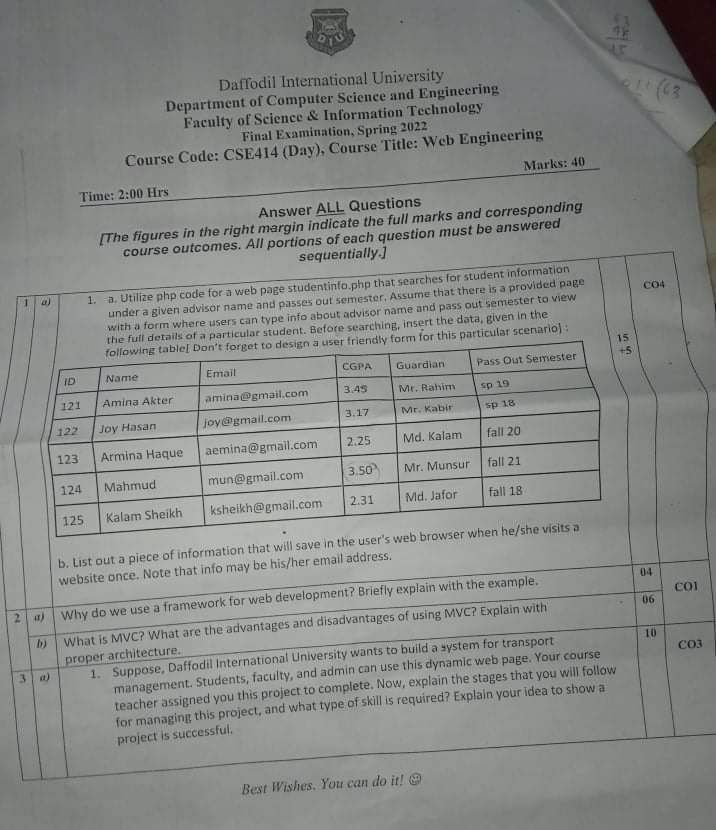 DIU
Daffodil International University
Department of Computer Science and Engineering
Faculty of Science & Information Technology
Final Examination, Spring 2022
Course Code: CSE414 (Day), Course Title: Web Engineering
Marks: 40
Time: 2:00 Hrs
Answer ALL Questions
[The figures in the right margin indicate the full marks and corresponding
course outcomes. All portions of each question must be answered
sequentially.]
1 a) 1. a. Utilize php code for a web page studentinfo.php that searches for student information
under a given advisor name and passes out semester. Assume that there is a provided page
with a form where users can type info about advisor name and pass out semester to view
the full details of a particular student. Before searching, insert the data, given in the
following table[ Don't forget to design a user friendly form for this particular scenario] :
15
+5
CO4
ID Name Email CGPA Guardian Pass Out Semester
121 Amina Akter amina@gmail.com 3.45 Mr. Rahim sp 19
122 Joy Hasan joy@gmail.com 3.17 Mr. Kabir sp 18
123 Armina Haque aemina@gmail.com 2.25 Md. Kalam fall 20
124 Mahmud mun@gmail.com 3.50 Mr. Munsur fall 21
125 Kalam Sheikh ksheikh@gmail.com 2.31 Md. Jafor fall 18
b. List out a piece of information that will save in the user's web browser when he/she visits a
website once. Note that info may be his/her email address.
2 a) Why do we use a framework for web development? Briefly explain with the example. 04 CO1
b) What is MVC? What are the advantages and disadvantages of using MVC? Explain with 06
proper architecture.
3 a) 1. Suppose, Daffodil International University wants to build a system for transport 10 CO3
management. Students, faculty, and admin can use this dynamic web page. Your course
teacher assigned you this project to complete. Now, explain the stages that you will follow
for managing this project, and what type of skill is required? Explain your idea to show a
project is successful.
Best Wishes. You can do it! ☺